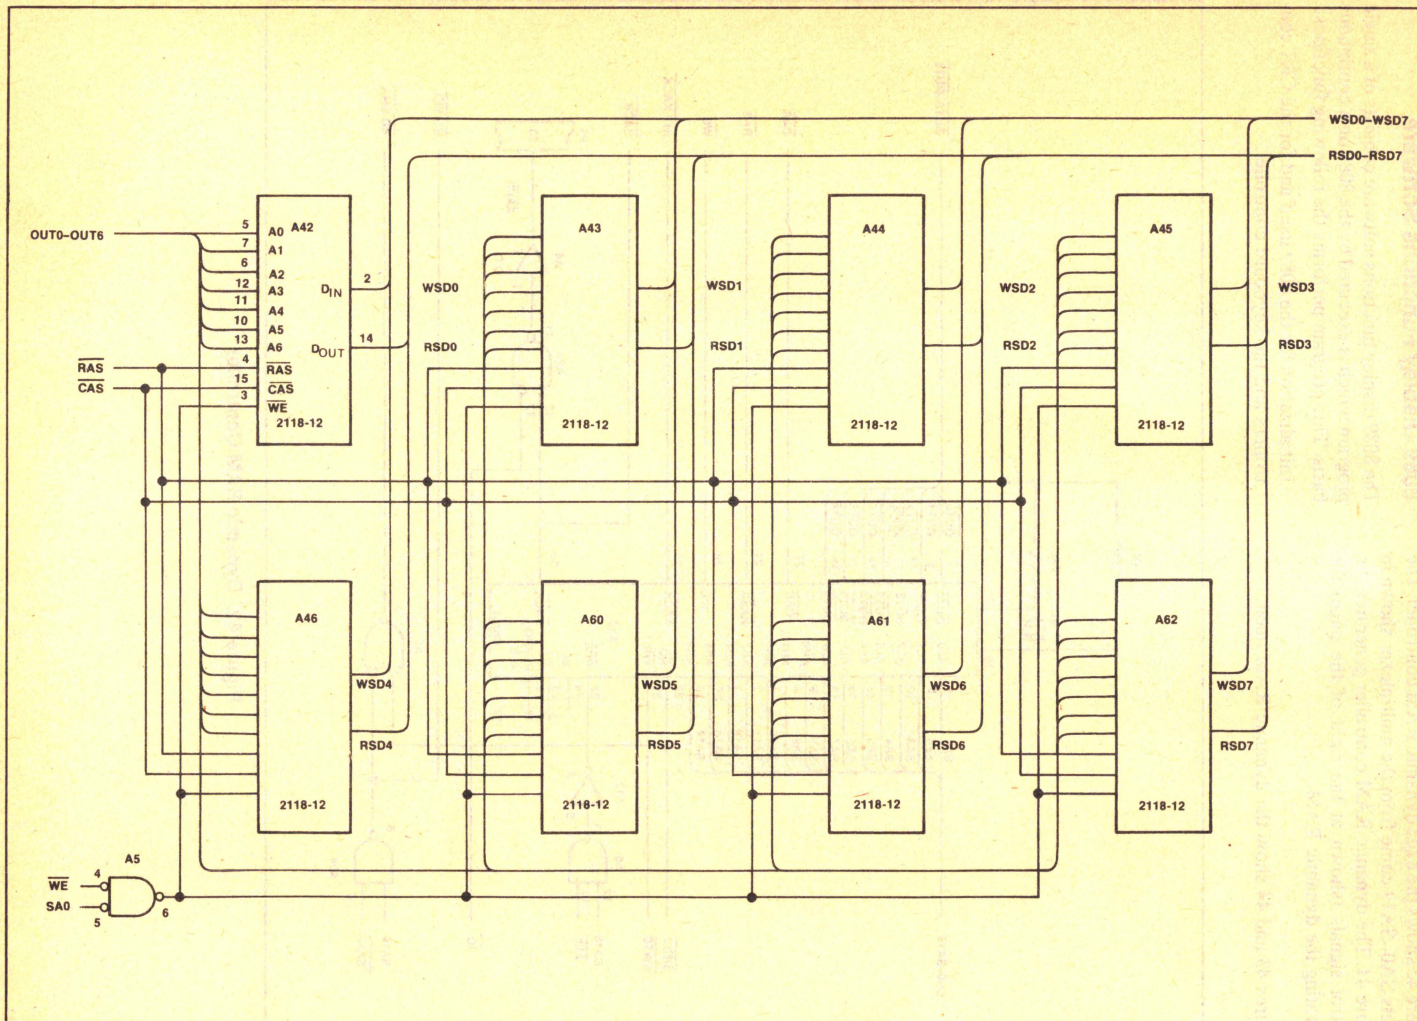 WSD0–WSD7
RSD0–RSD7
OUT0–OUT6
RAS
CAS
5 A0 A42
7 A1
6 A2
12 A3
11 A4
10 A5
13 A6
4 RAS
15 CAS
3 WE
DIN 2
DOUT 14
2118-12
WSD0
RSD0
A43
2118-12
WSD1
RSD1
A44
2118-12
WSD2
RSD2
A45
2118-12
WSD3
RSD3
A46
WSD4
RSD4
2118-12
A60
WSD5
RSD5
2118-12
A61
WSD6
RSD6
2118-12
A62
WSD7
RSD7
2118-12
A5
WE 4
SA0 5
6